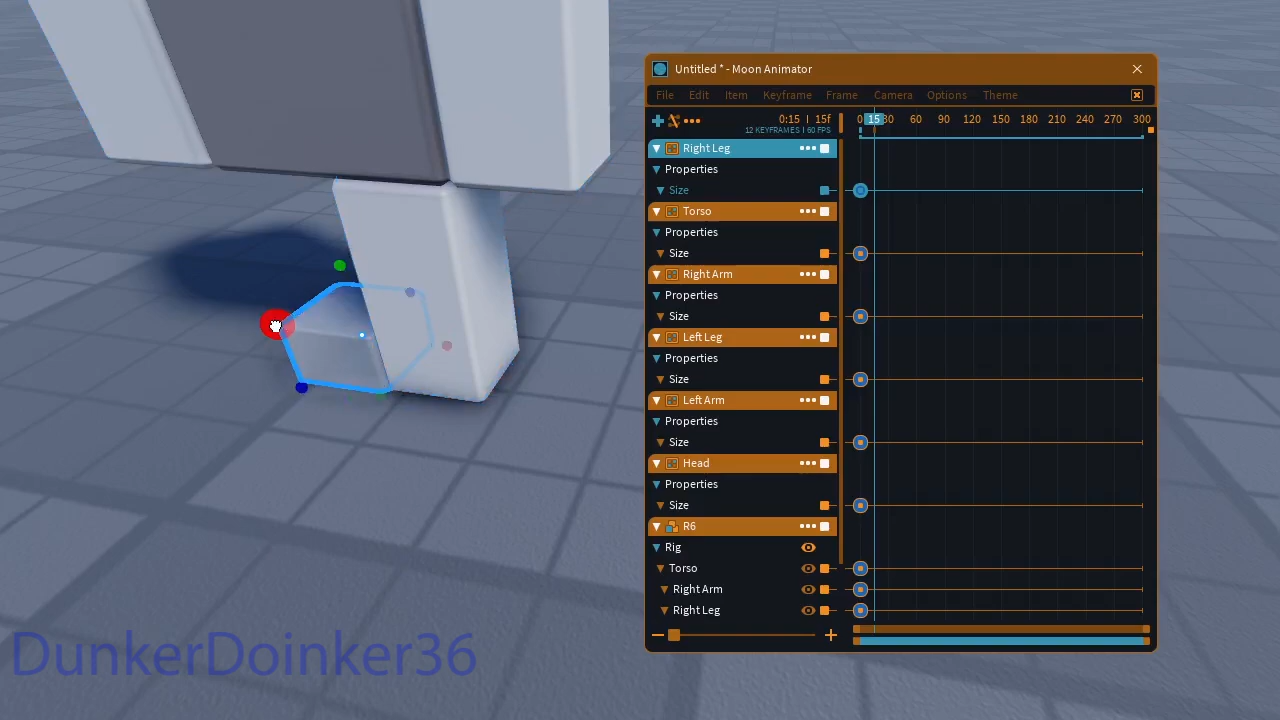 Untitled * - Moon Animator
File Edit Item Keyframe Frame Camera Options Theme
0:15 | 15f
12 KEYFRAMES | 60 FPS
0 15 30 60 90 120 150 180 210 240 270 300
Right Leg
Properties
Size
Torso
Properties
Size
Right Arm
Properties
Size
Left Leg
Properties
Size
Left Arm
Properties
Size
Head
Properties
Size
R6
Rig
Torso
Right Arm
Right Leg
DunkerDoinker36